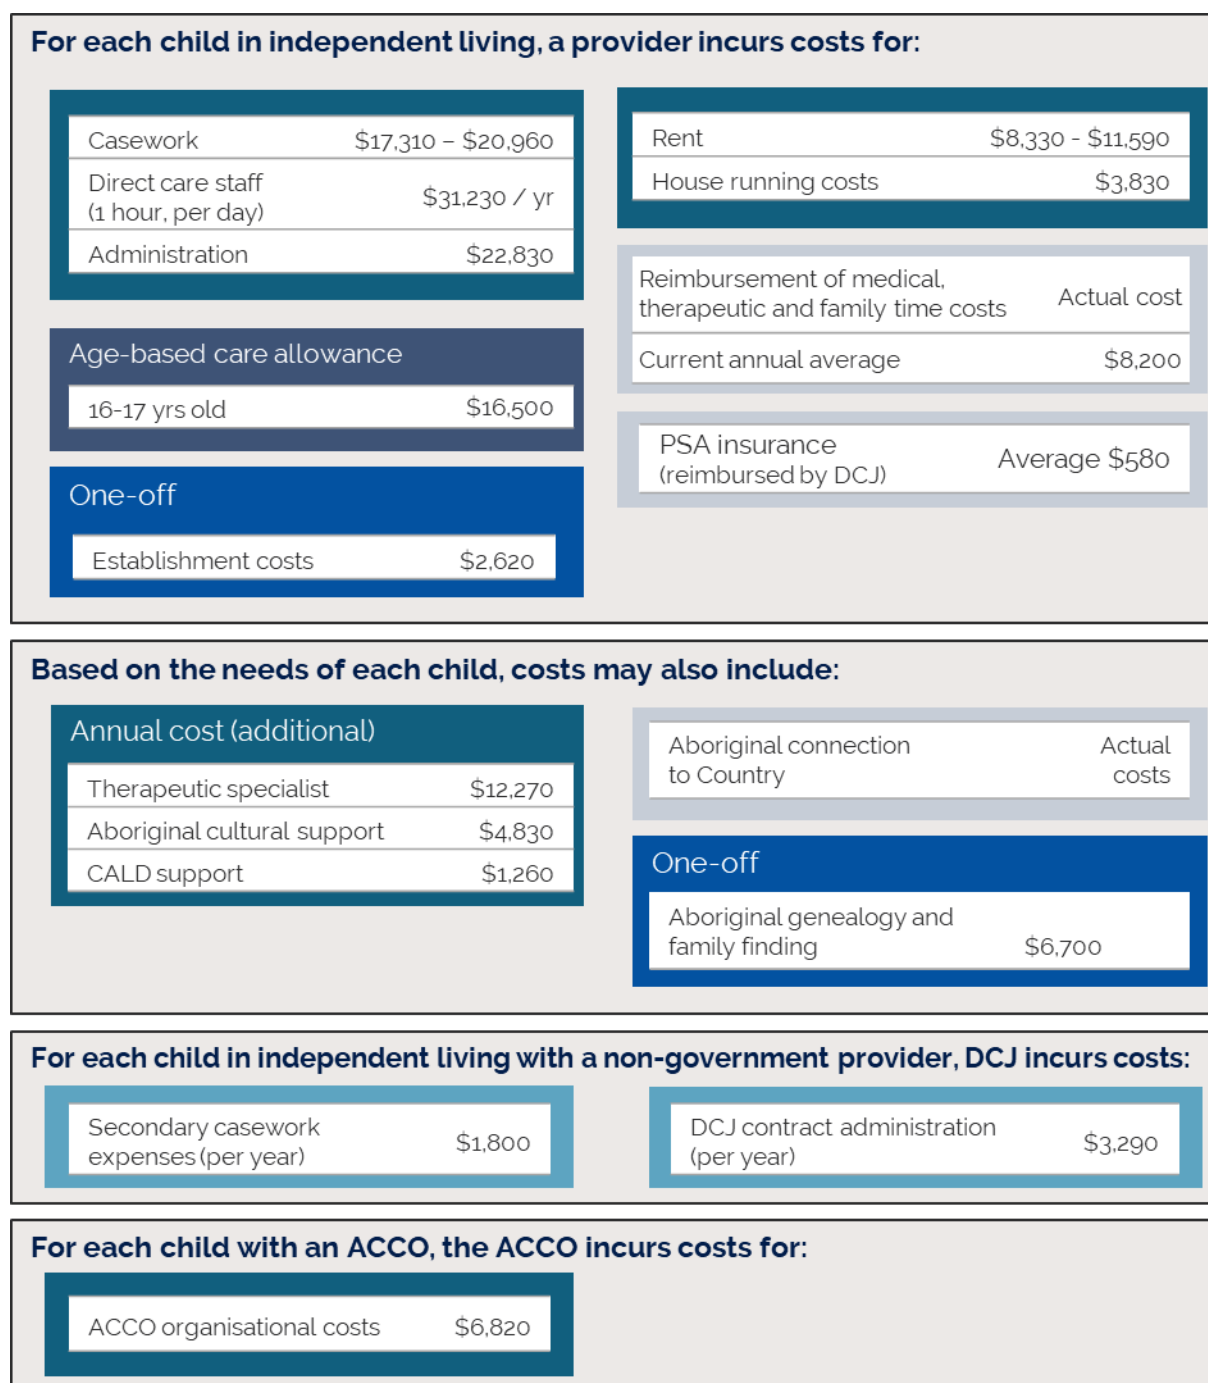 For each child in independent living, a provider incurs costs for:
Casework $17,310 – $20,960
Direct care staff
(1 hour, per day) $31,230 / yr
Administration $22,830
Age-based care allowance
16-17 yrs old $16,500
One-off
Establishment costs $2,620
Rent $8,330 - $11,590
House running costs $3,830
Reimbursement of medical,
therapeutic and family time costs Actual cost
Current annual average $8,200
PSA insurance
(reimbursed by DCJ) Average $580
Based on the needs of each child, costs may also include:
Annual cost (additional)
Therapeutic specialist $12,270
Aboriginal cultural support $4,830
CALD support $1,260
Aboriginal connection Actual
to Country costs
One-off
Aboriginal genealogy and
family finding $6,700
For each child in independent living with a non-government provider, DCJ incurs costs:
Secondary casework
expenses (per year) $1,800
DCJ contract administration
(per year) $3,290
For each child with an ACCO, the ACCO incurs costs for:
ACCO organisational costs $6,820